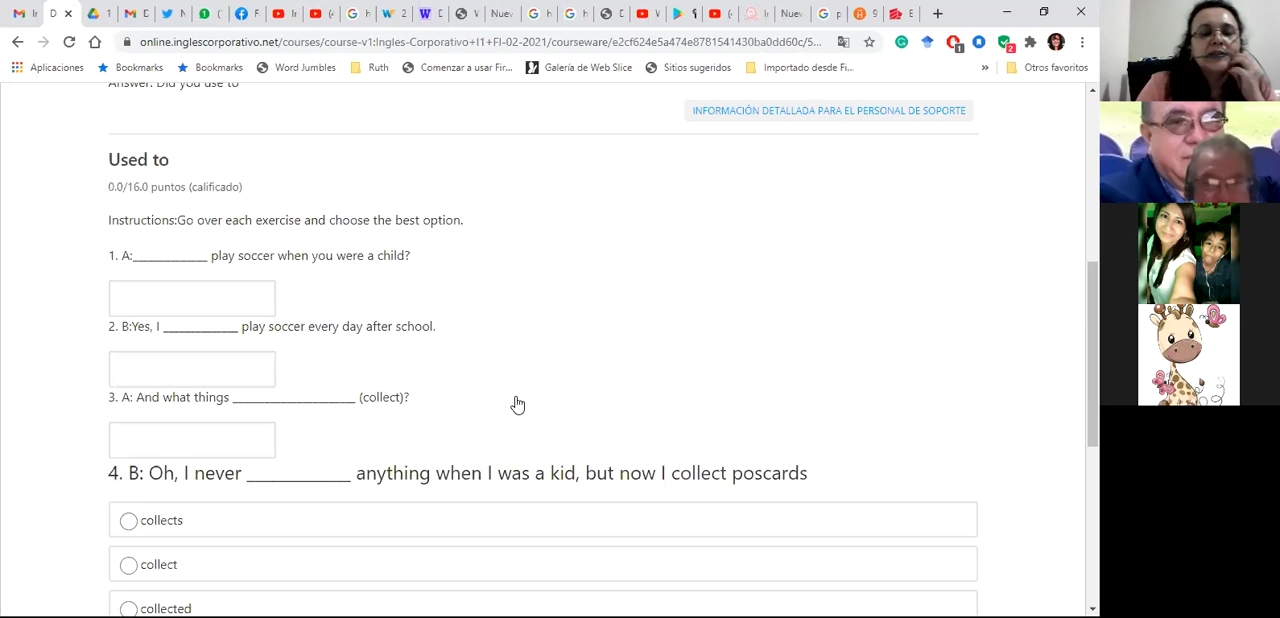 online.inglescorporativo.net/courses/course-v1:Ingles-Corporativo+I1+FI-02-2021/courseware/e2cf624e5a474e8781541430ba0dd60c/5...
Aplicaciones Bookmarks Bookmarks Word Jumbles Ruth Comenzar a usar Fir... Galería de Web Slice Sitios sugeridos Importado desde Fi... » Otros favoritos
Answer: Did you use to
INFORMACIÓN DETALLADA PARA EL PERSONAL DE SOPORTE
Used to
0.0/16.0 puntos (calificado)
Instructions:Go over each exercise and choose the best option.
1. A:____________ play soccer when you were a child?
2. B:Yes, I ____________ play soccer every day after school.
3. A: And what things ____________________ (collect)?
4. B: Oh, I never __________ anything when I was a kid, but now I collect poscards
collects
collect
collected